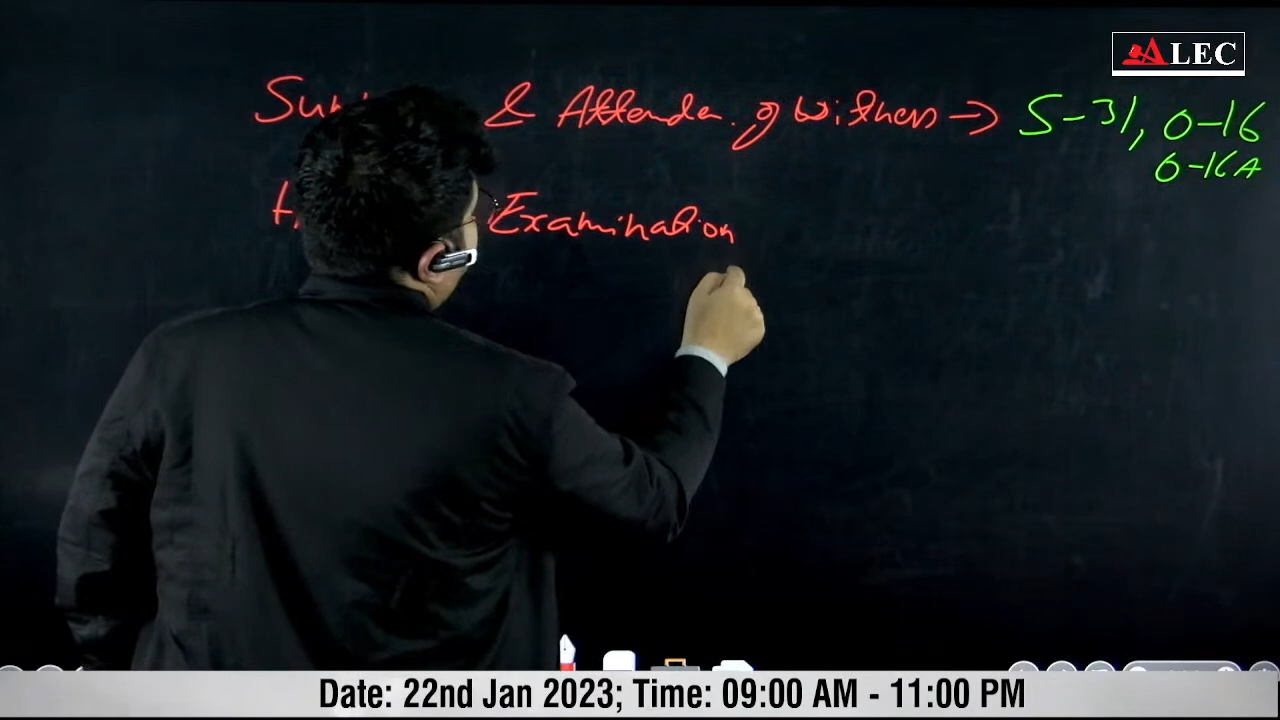 ALEC
& Attenda. of Witness → S-31, O-16
O-16A
Examination
Date: 22nd Jan 2023; Time: 09:00 AM - 11:00 PM